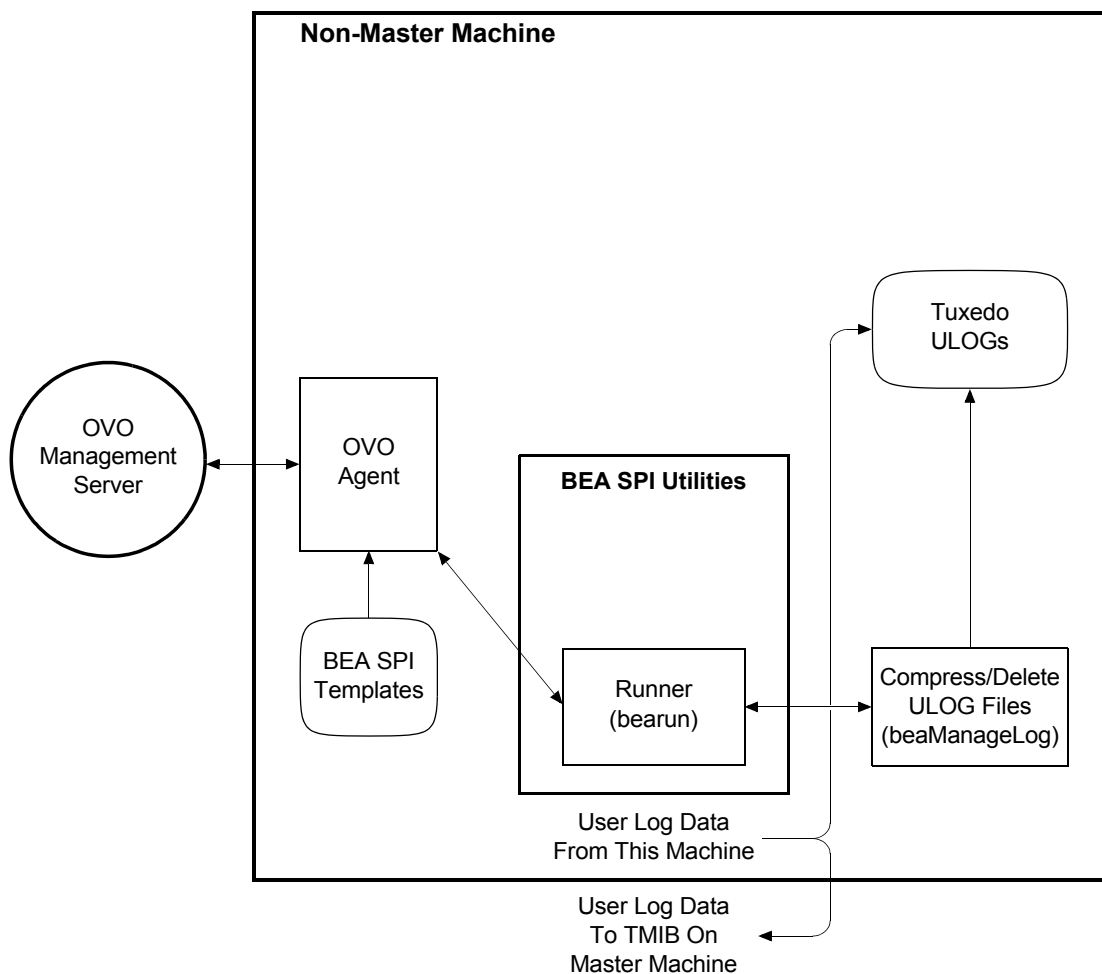 Non-Master Machine
Tuxedo
ULOGs
OVO
Management
Server
OVO
Agent
BEA SPI Utilities
BEA SPI
Templates
Runner
(bearun)
Compress/Delete
ULOG Files
(beaManageLog)
User Log Data
From This Machine
User Log Data
To TMIB On
Master Machine